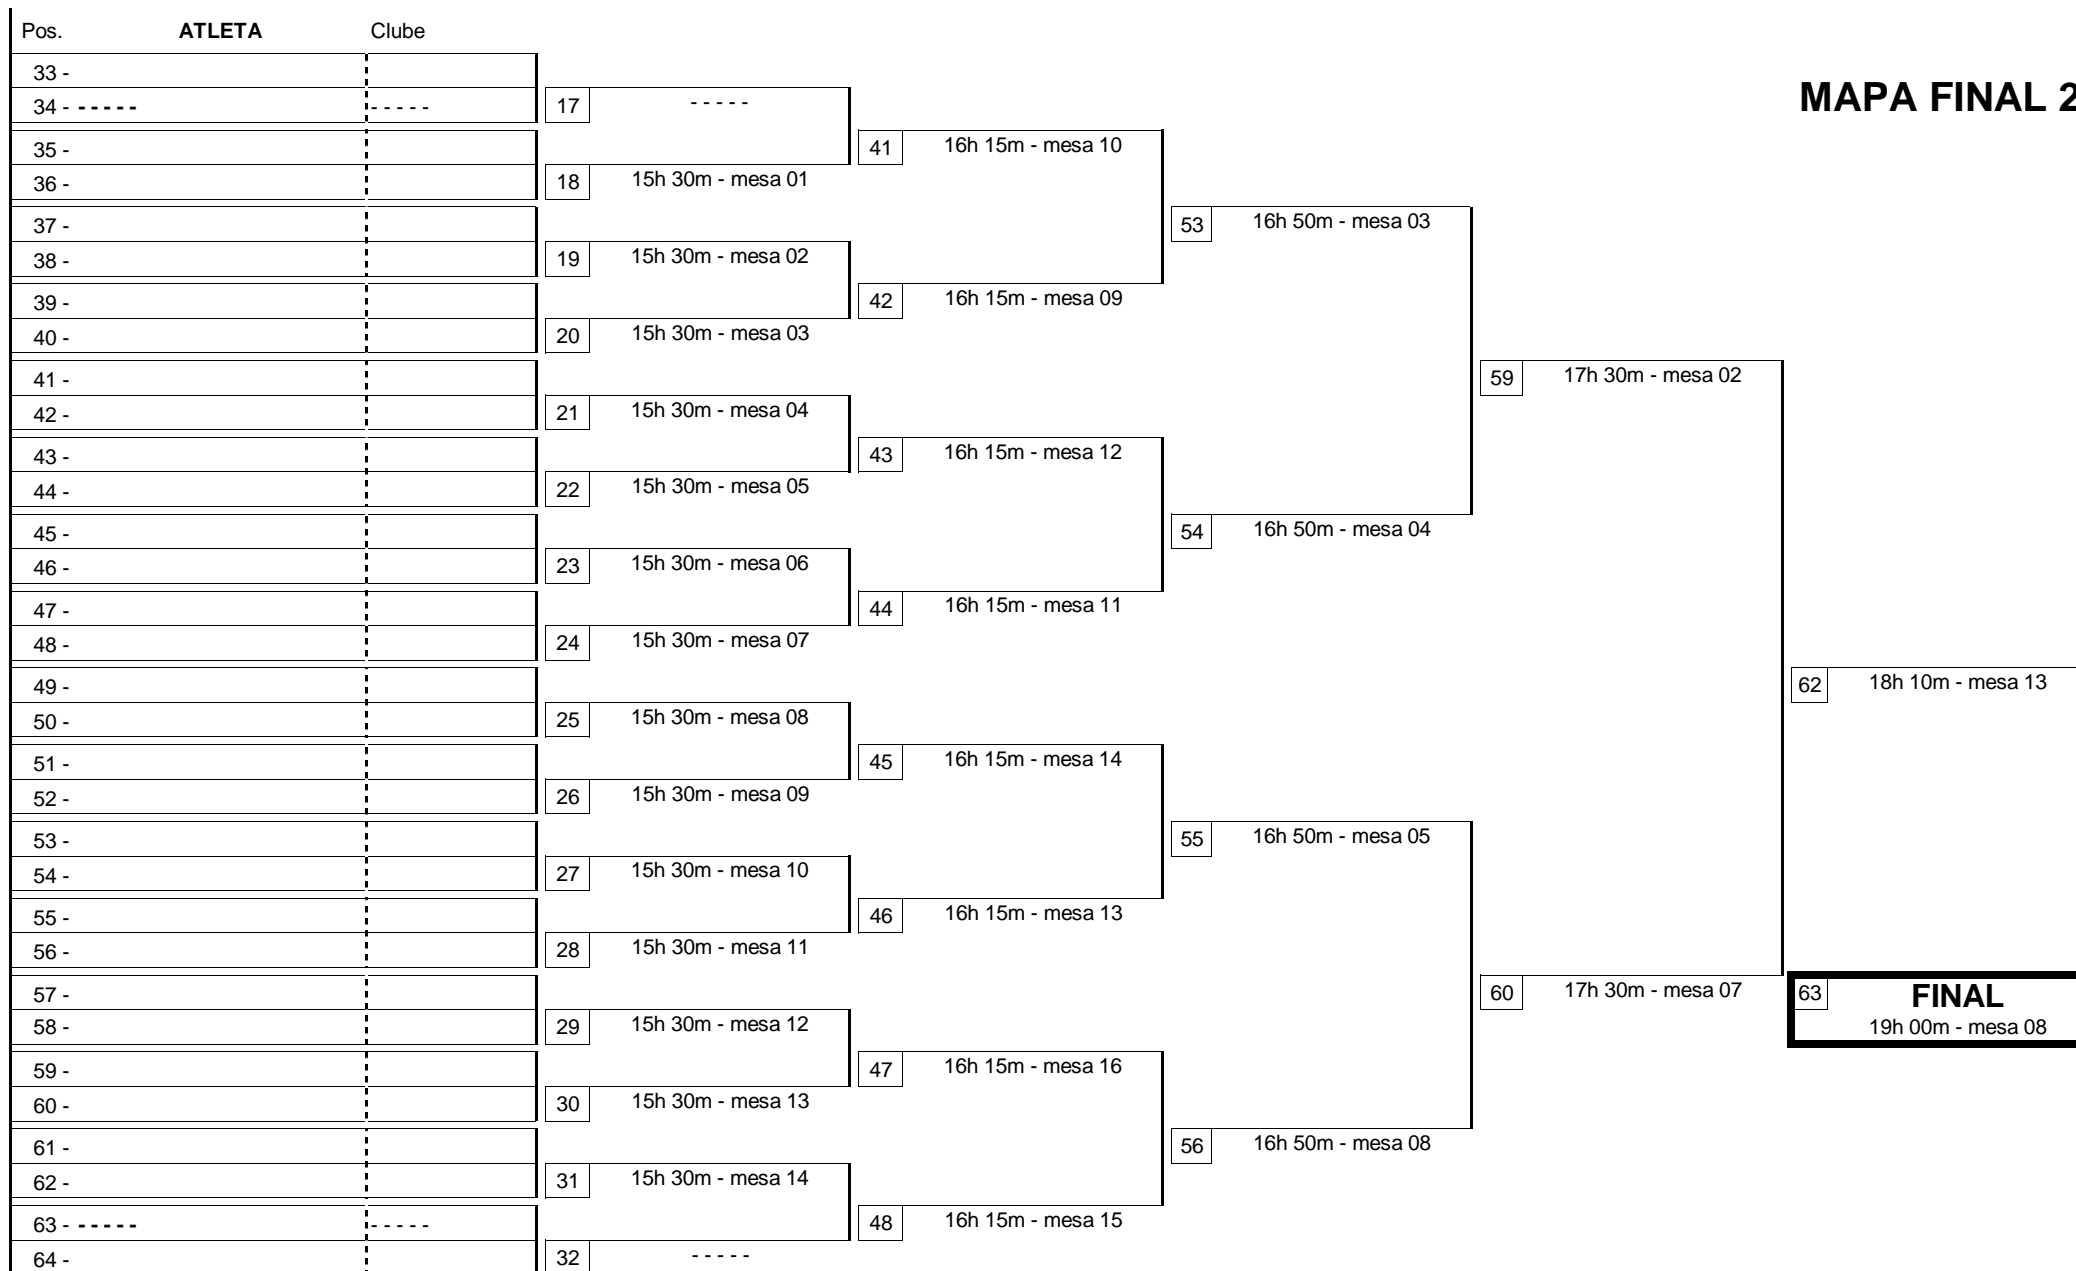 Pos. ATLETA Clube
33 -
MAPA FINAL 2
34 - - - - - - - - - - - 17 - - - - -
35 - 41 16h 15m - mesa 10
36 - 18 15h 30m - mesa 01
37 - 53 16h 50m - mesa 03
38 - 19 15h 30m - mesa 02
39 - 42 16h 15m - mesa 09
40 - 20 15h 30m - mesa 03
41 - 59 17h 30m - mesa 02
42 - 21 15h 30m - mesa 04
43 - 43 16h 15m - mesa 12
44 - 22 15h 30m - mesa 05
45 - 54 16h 50m - mesa 04
46 - 23 15h 30m - mesa 06
47 - 44 16h 15m - mesa 11
48 - 24 15h 30m - mesa 07
49 - 62 18h 10m - mesa 13
50 - 25 15h 30m - mesa 08
51 - 45 16h 15m - mesa 14
52 - 26 15h 30m - mesa 09
53 - 55 16h 50m - mesa 05
54 - 27 15h 30m - mesa 10
55 - 46 16h 15m - mesa 13
56 - 28 15h 30m - mesa 11
57 - 60 17h 30m - mesa 07 63 FINAL
58 - 29 15h 30m - mesa 12 19h 00m - mesa 08
59 - 47 16h 15m - mesa 16
60 - 30 15h 30m - mesa 13
61 - 56 16h 50m - mesa 08
62 - 31 15h 30m - mesa 14
63 - - - - - - - - - - - 48 16h 15m - mesa 15
64 - 32 - - - - -